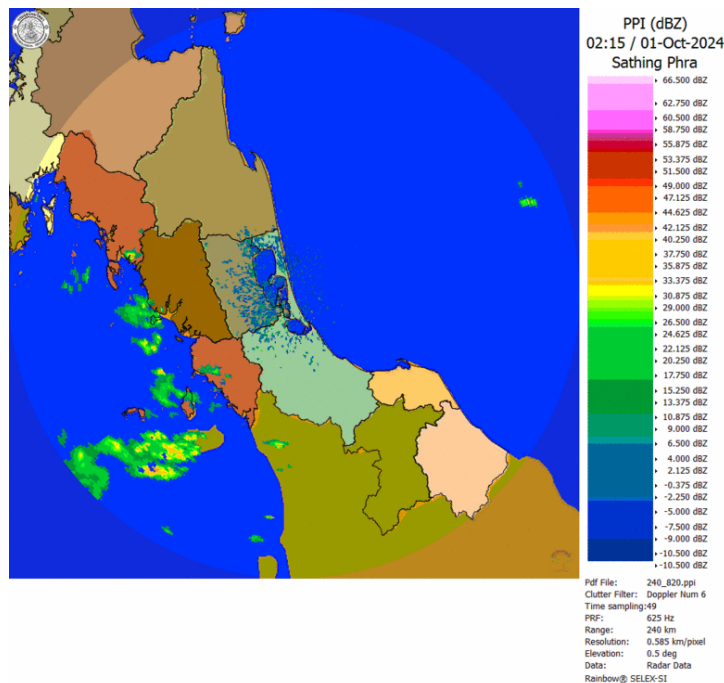 PPI (dBZ)
02:15 / 01-Oct-2024
Sathing Phra
66.500 dBZ
62.750 dBZ
60.500 dBZ
58.750 dBZ
55.875 dBZ
53.375 dBZ
51.500 dBZ
49.000 dBZ
47.125 dBZ
44.625 dBZ
42.125 dBZ
40.250 dBZ
37.750 dBZ
35.875 dBZ
33.375 dBZ
30.875 dBZ
29.000 dBZ
26.500 dBZ
24.625 dBZ
22.125 dBZ
20.250 dBZ
17.750 dBZ
15.250 dBZ
13.375 dBZ
10.875 dBZ
9.000 dBZ
6.500 dBZ
4.000 dBZ
2.125 dBZ
-0.375 dBZ
-2.250 dBZ
-5.000 dBZ
-7.500 dBZ
-9.000 dBZ
-10.500 dBZ
-10.500 dBZ
Pdf File: 240_820.ppi
Clutter Filter: Doppler Num 6
Time sampling:49
PRF: 625 Hz
Range: 240 km
Resolution: 0.585 km/pixel
Elevation: 0.5 deg
Data: Radar Data
Rainbow® SELEX-SI